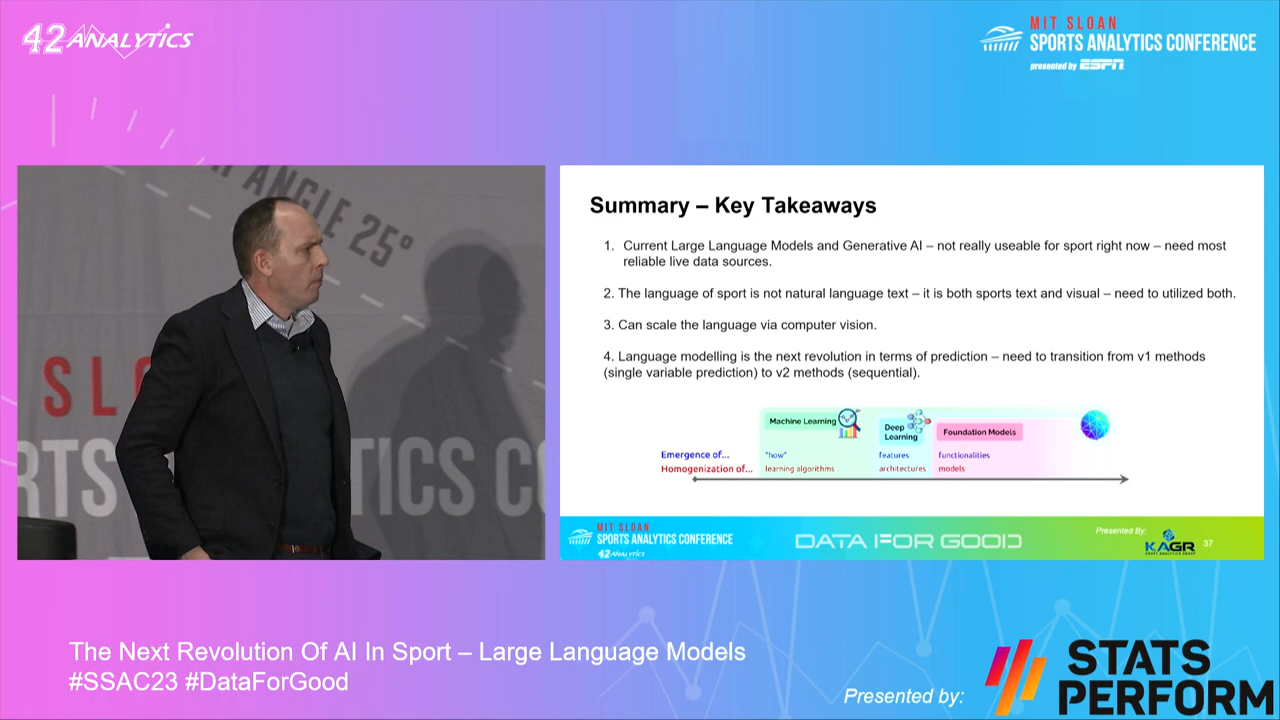 42 ANALYTICS
MIT SLOAN
SPORTS ANALYTICS CONFERENCE
presented by ESPN
ANGLE 25°
SLO
RTS
TICS CO
Summary – Key Takeaways
1. Current Large Language Models and Generative AI – not really useable for sport right now – need most
reliable live data sources.
2. The language of sport is not natural language text – it is both sports text and visual – need to utilized both.
3. Can scale the language via computer vision.
4. Language modelling is the next revolution in terms of prediction – need to transition from v1 methods
(single variable prediction) to v2 methods (sequential).
Machine Learning
Deep
Learning
Foundation Models
Emergence of... "how" features functionalities
Homogenization of... learning algorithms architectures models
MIT SLOAN
SPORTS ANALYTICS CONFERENCE
42 ANALYTICS
DATA FOR GOOD
Presented By:
KAGR
37
The Next Revolution Of AI In Sport – Large Language Models
#SSAC23 #DataForGood
Presented by:
STATS
PERFORM